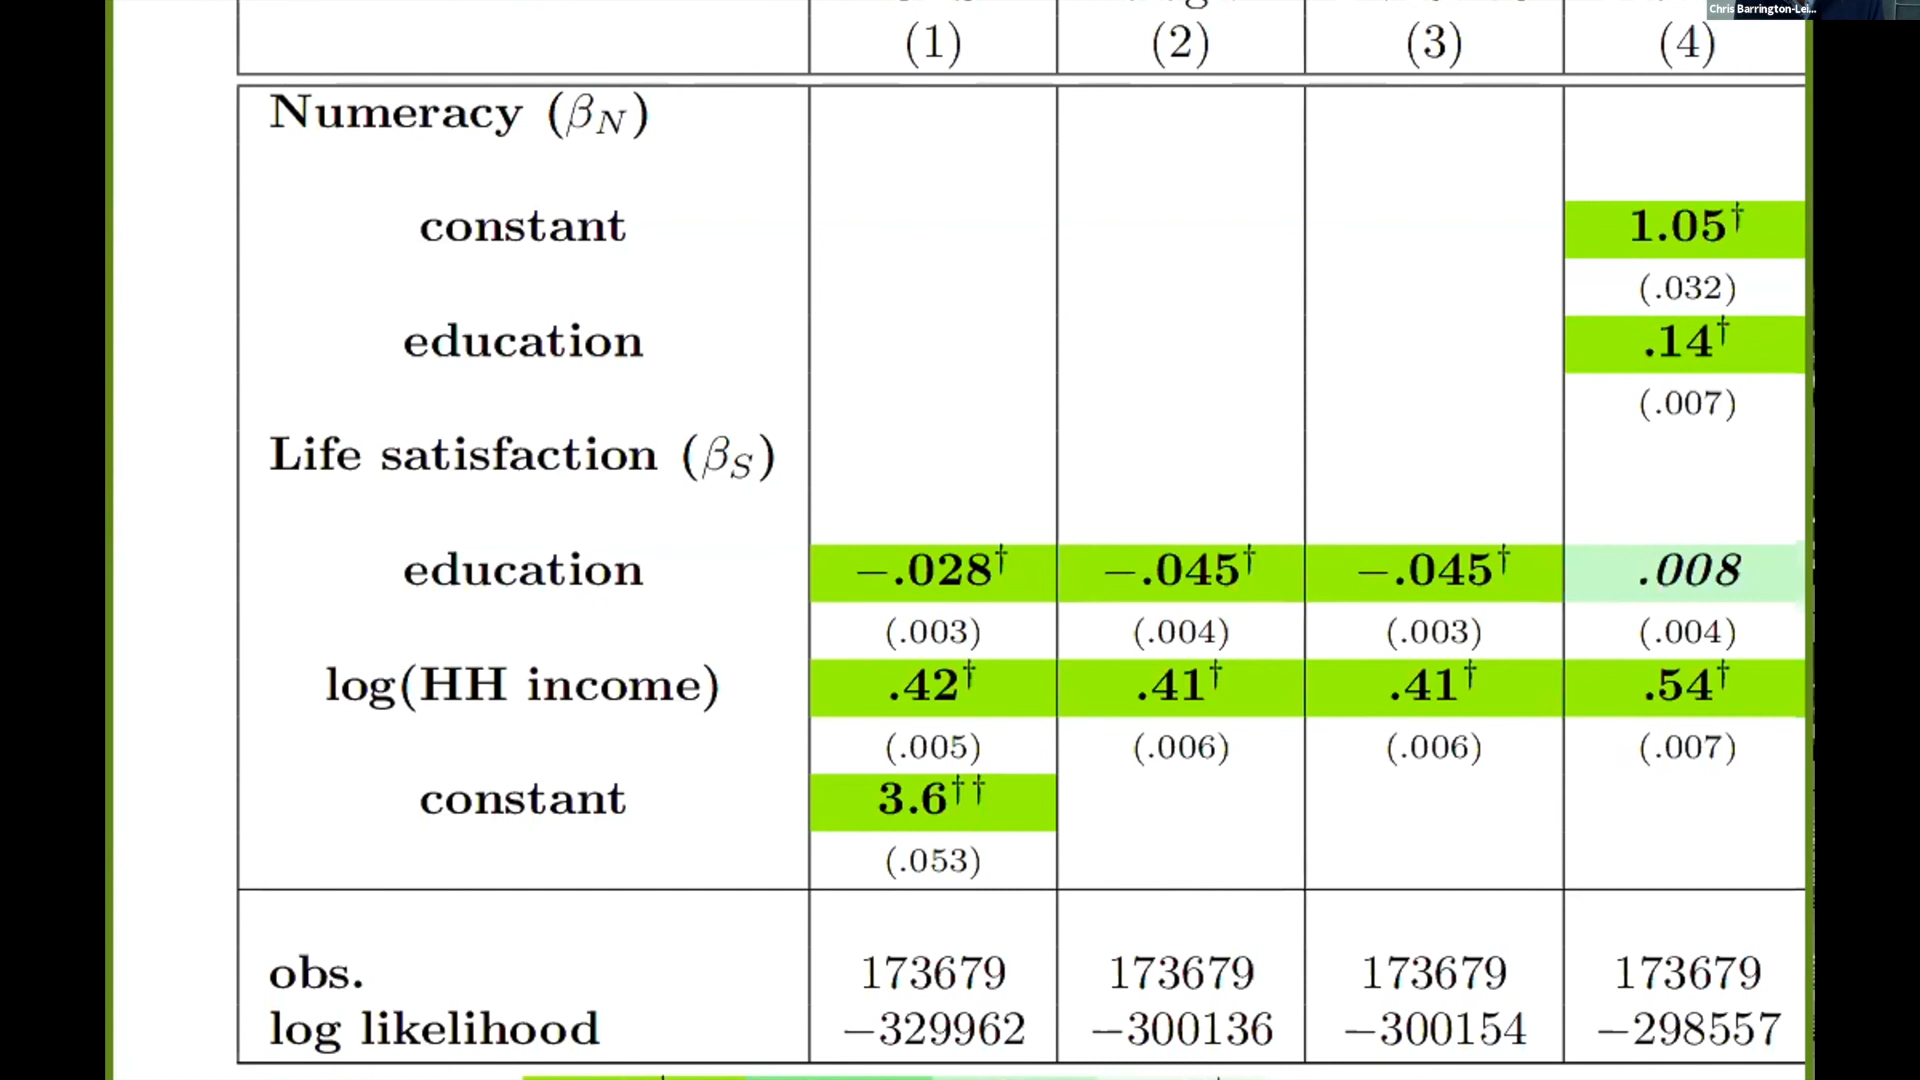 Chris Barrington-Lei...
(1) (2) (3) (4)
Numeracy (βN)
constant 1.05†
(.032)
education .14†
(.007)
Life satisfaction (βS)
education −.028† −.045† −.045† .008
(.003) (.004) (.003) (.004)
log(HH income) .42† .41† .41† .54†
(.005) (.006) (.006) (.007)
constant 3.6††
(.053)
obs. 173679 173679 173679 173679
log likelihood −329962 −300136 −300154 −298557